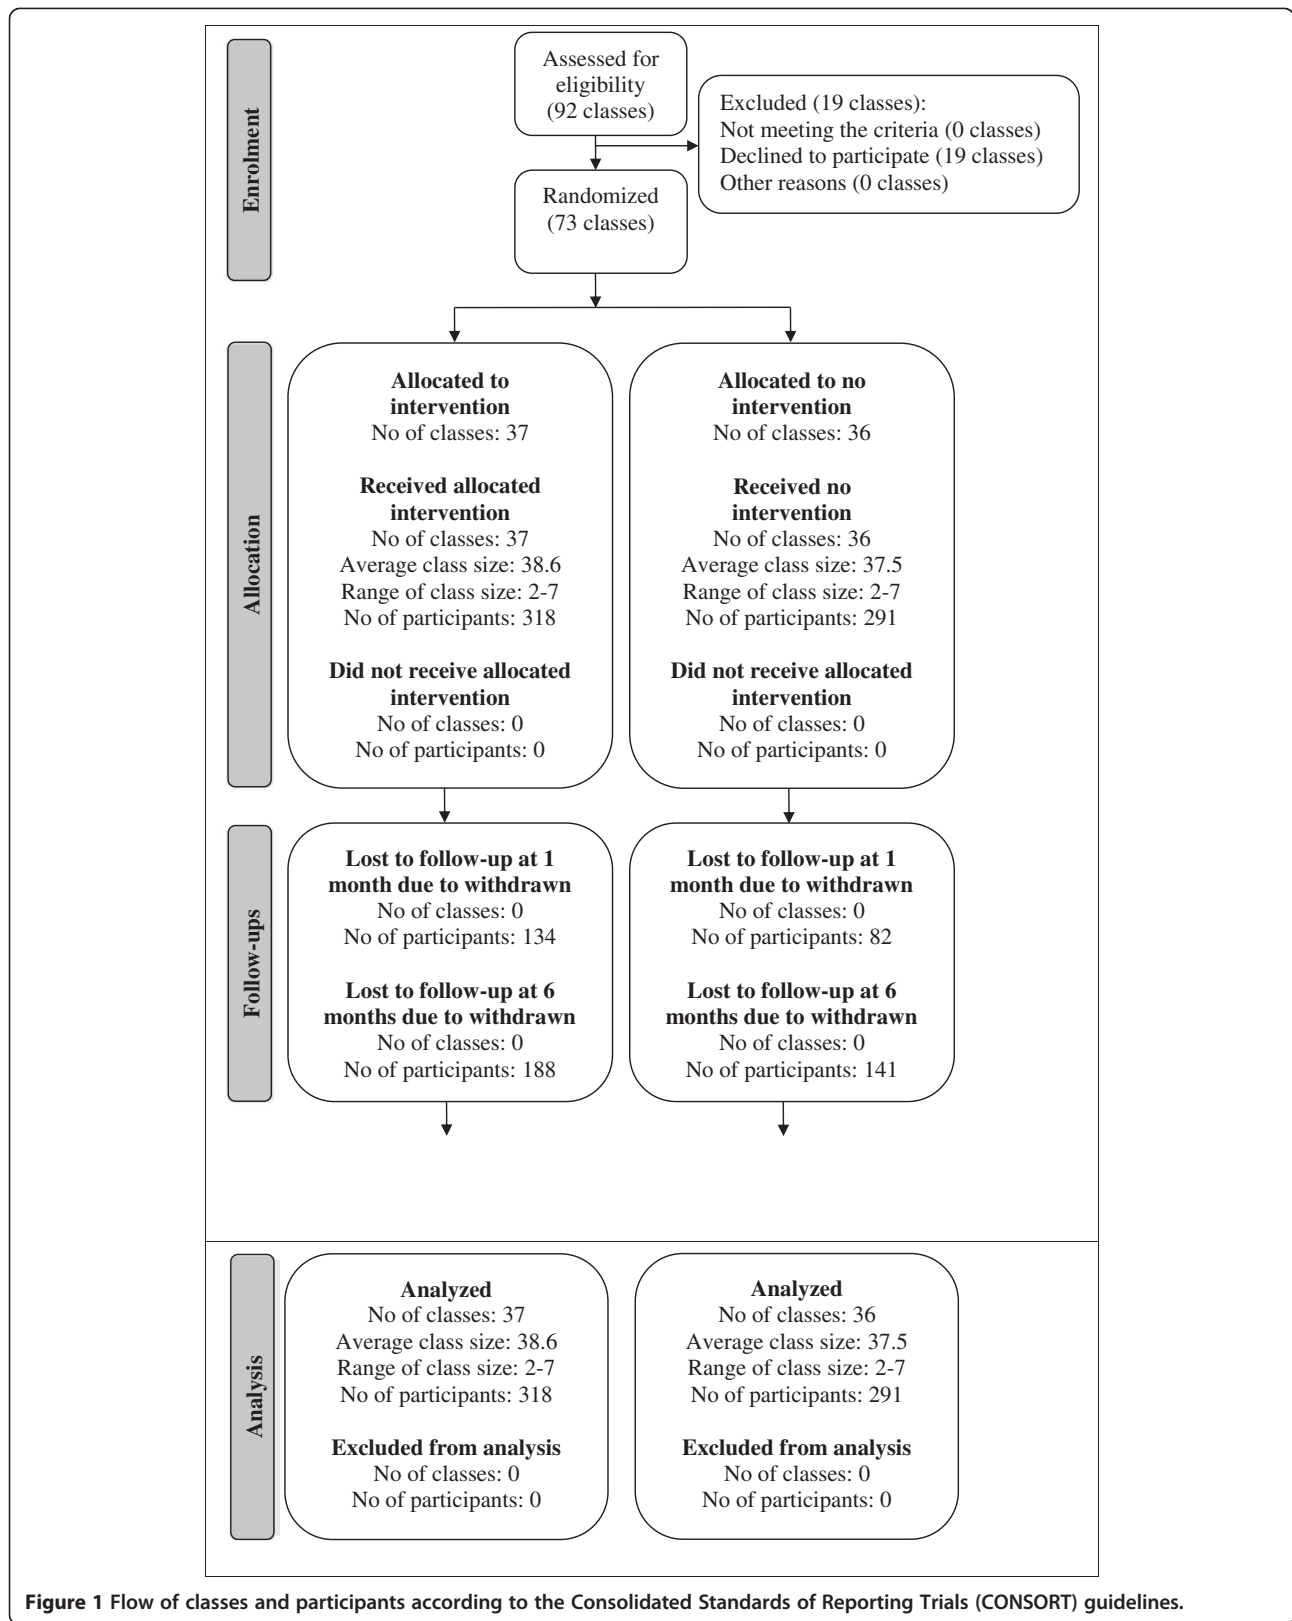 Enrolment
Assessed for
eligibility
(92 classes)
Excluded (19 classes):
Not meeting the criteria (0 classes)
Declined to participate (19 classes)
Other reasons (0 classes)
Randomized
(73 classes)
Allocation
Allocated to
intervention
No of classes: 37
Received allocated
intervention
No of classes: 37
Average class size: 38.6
Range of class size: 2-7
No of participants: 318
Did not receive allocated
intervention
No of classes: 0
No of participants: 0
Allocated to no
intervention
No of classes: 36
Received no
intervention
No of classes: 36
Average class size: 37.5
Range of class size: 2-7
No of participants: 291
Did not receive allocated
intervention
No of classes: 0
No of participants: 0
Follow-ups
Lost to follow-up at 1
month due to withdrawn
No of classes: 0
No of participants: 134
Lost to follow-up at 6
months due to withdrawn
No of classes: 0
No of participants: 188
Lost to follow-up at 1
month due to withdrawn
No of classes: 0
No of participants: 82
Lost to follow-up at 6
months due to withdrawn
No of classes: 0
No of participants: 141
Analysis
Analyzed
No of classes: 37
Average class size: 38.6
Range of class size: 2-7
No of participants: 318
Excluded from analysis
No of classes: 0
No of participants: 0
Analyzed
No of classes: 36
Average class size: 37.5
Range of class size: 2-7
No of participants: 291
Excluded from analysis
No of classes: 0
No of participants: 0
Figure 1 Flow of classes and participants according to the Consolidated Standards of Reporting Trials (CONSORT) guidelines.